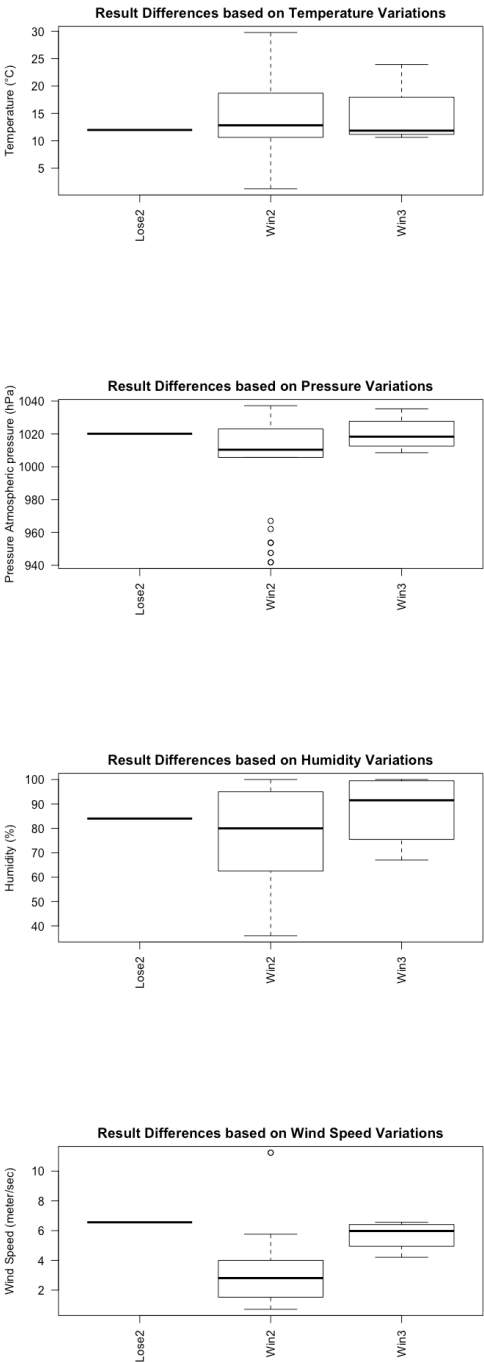 Result Differences based on Temperature Variations
Temperature (°C)
30
25
20
15
10
5
Lose2
Win2
Win3
Result Differences based on Pressure Variations
Pressure Atmospheric pressure (hPa)
1040
1020
1000
980
960
940
Lose2
Win2
Win3
Result Differences based on Humidity Variations
Humidity (%)
100
90
80
70
60
50
40
Lose2
Win2
Win3
Result Differences based on Wind Speed Variations
Wind Speed (meter/sec)
10
8
6
4
2
Lose2
Win2
Win3